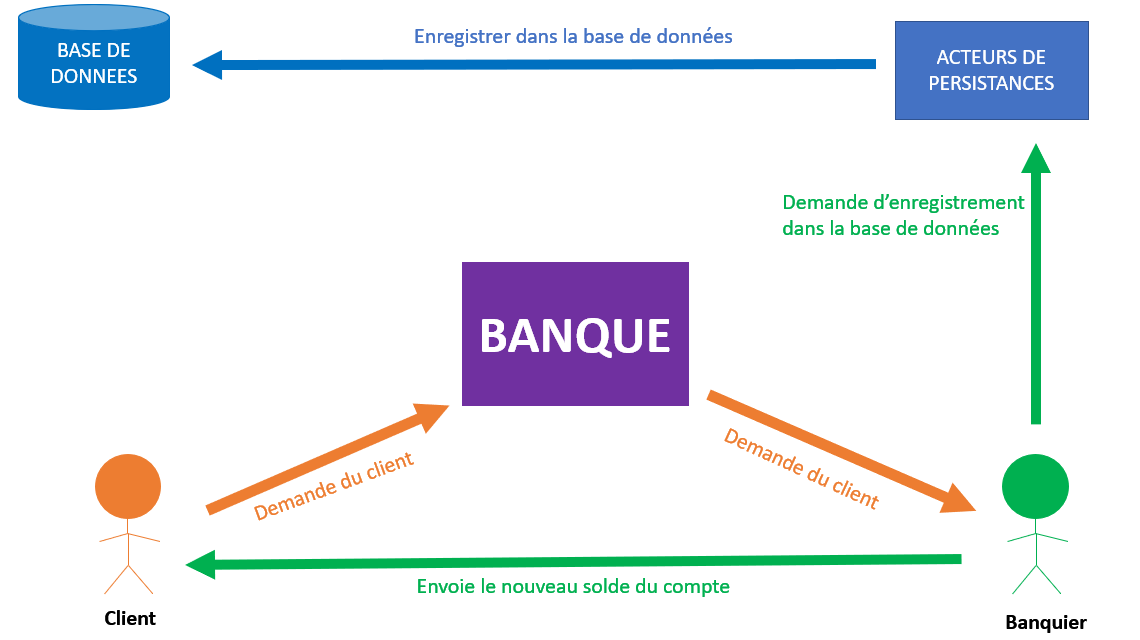 BASE DE
DONNEES
Enregistrer dans la base de données
ACTEURS DE
PERSISTANCES
Demande d'enregistrement
dans la base de données
BANQUE
Demande du client
Demande du client
Envoie le nouveau solde du compte
Client
Banquier